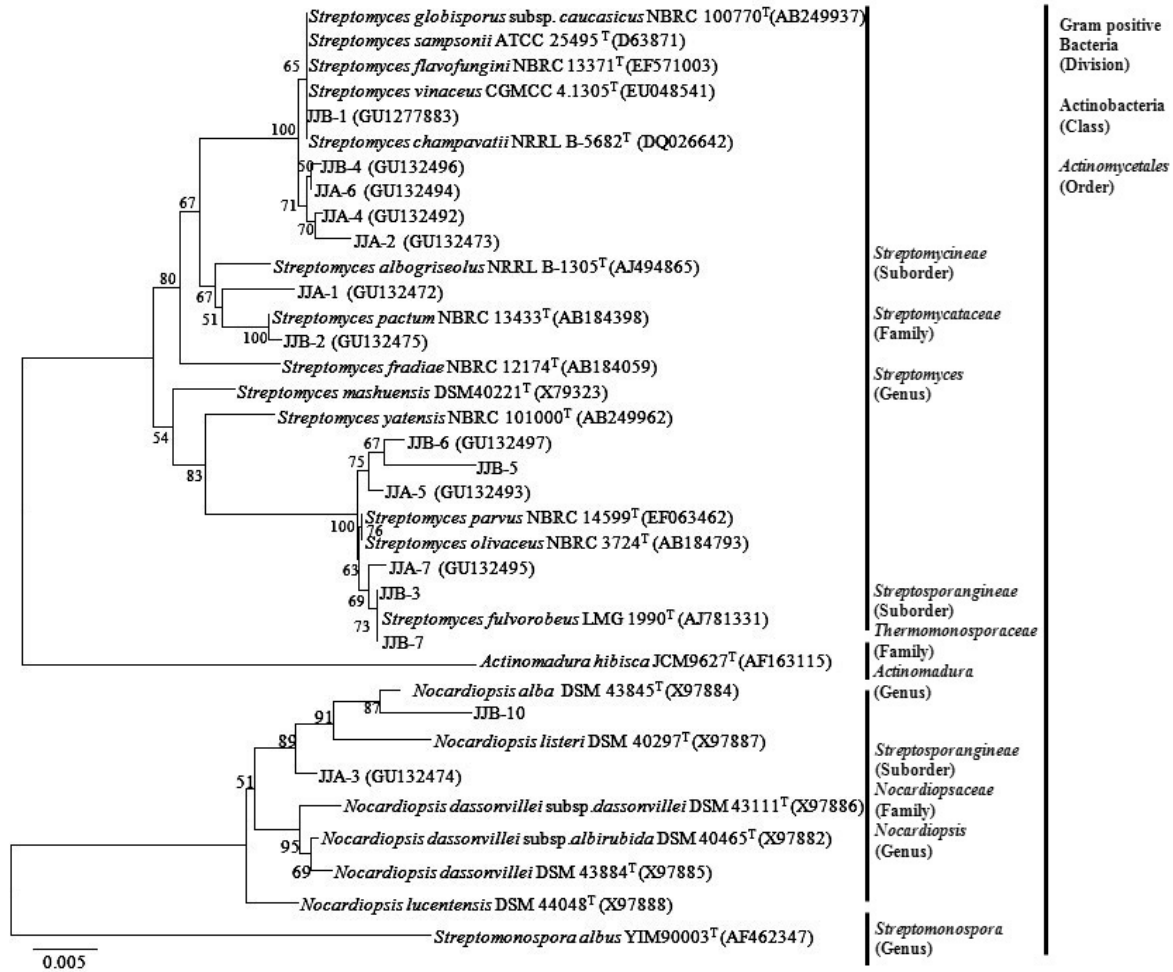 Streptomyces globisporus subsp. caucasicus NBRC 100770T (AB249937)
Streptomyces sampsonii ATCC 25495T (D63871)
65
Streptomyces flavofungini NBRC 13371T (EF571003)
Streptomyces vinaceus CGMCC 4.1305T (EU048541)
JJB-1 (GU1277883)
100
Streptomyces champavatii NRRL B-5682T (DQ026642)
50
JJB-4 (GU132496)
JJA-6 (GU132494)
71
JJA-4 (GU132492)
67
70
JJA-2 (GU132473)
Streptomyces albogriseolus NRRL B-1305T (AJ494865)
80
67
JJA-1 (GU132472)
51
Streptomyces pactum NBRC 13433T (AB184398)
100
JJB-2 (GU132475)
Streptomyces fradiae NBRC 12174T (AB184059)
Streptomyces mashuensis DSM40221T (X79323)
Streptomyces yatensis NBRC 101000T (AB249962)
54
67
JJB-6 (GU132497)
75
JJB-5
83
JJA-5 (GU132493)
Streptomyces parvus NBRC 14599T (EF063462)
100
76
Streptomyces olivaceus NBRC 3724T (AB184793)
63
JJA-7 (GU132495)
JJB-3
69
Streptomyces fulvorobeus LMG 1990T (AJ781331)
73
JJB-7
Actinomadura hibisca JCM9627T (AF163115)
Nocardiopsis alba DSM 43845T (X97884)
87
JJB-10
91
Nocardiopsis listeri DSM 40297T (X97887)
89
JJA-3 (GU132474)
51
Nocardiopsis dassonvillei subsp.dassonvillei DSM 43111T (X97886)
Nocardiopsis dassonvillei subsp.albirubida DSM 40465T (X97882)
95
69
Nocardiopsis dassonvillei DSM 43884T (X97885)
Nocardiopsis lucentensis DSM 44048T (X97888)
Streptomonospora albus YIM90003T (AF462347)
0.005
Streptomycineae
(Suborder)
Streptomycataceae
(Family)
Streptomyces
(Genus)
Streptosporangineae
(Suborder)
Thermomonosporaceae
(Family)
Actinomadura
(Genus)
Streptosporangineae
(Suborder)
Nocardiopsaceae
(Family)
Nocardiopsis
(Genus)
Streptomonospora
(Genus)
Gram positive
Bacteria
(Division)
Actinobacteria
(Class)
Actinomycetales
(Order)